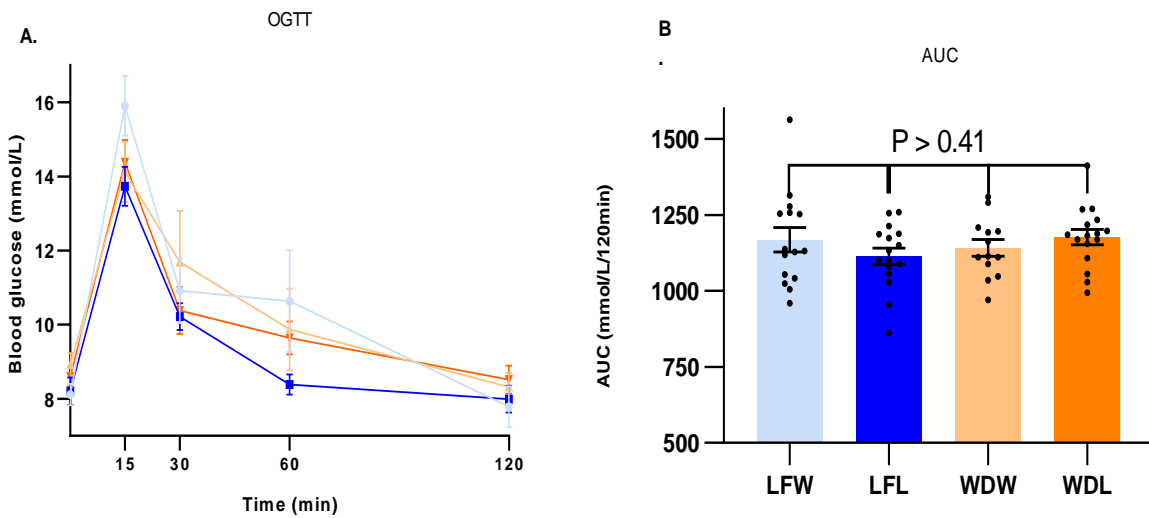 OGTT
A.
Blood glucose (mmol/L)
16
14
12
10
8
15 30 60 120
Time (min)
B
.
AUC
AUC (mmol/L/120min)
1500
1250
1000
750
500
P > 0.41
LFW LFL WDW WDL